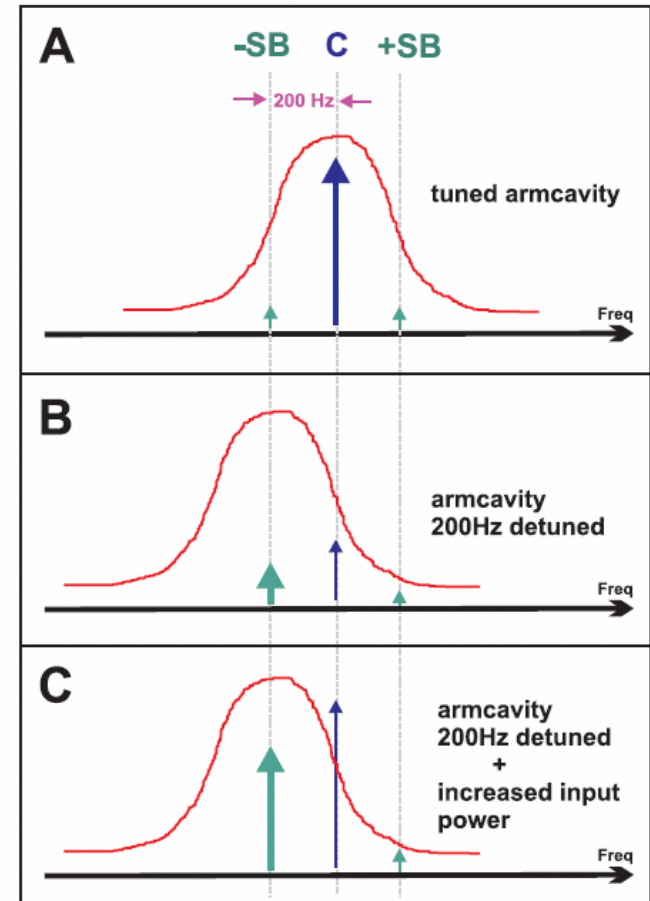 A
-SB C +SB
200 Hz
tuned armcavity
Freq
B
armcavity
200Hz detuned
Freq
C
armcavity
200Hz detuned
+
increased input
power
Freq